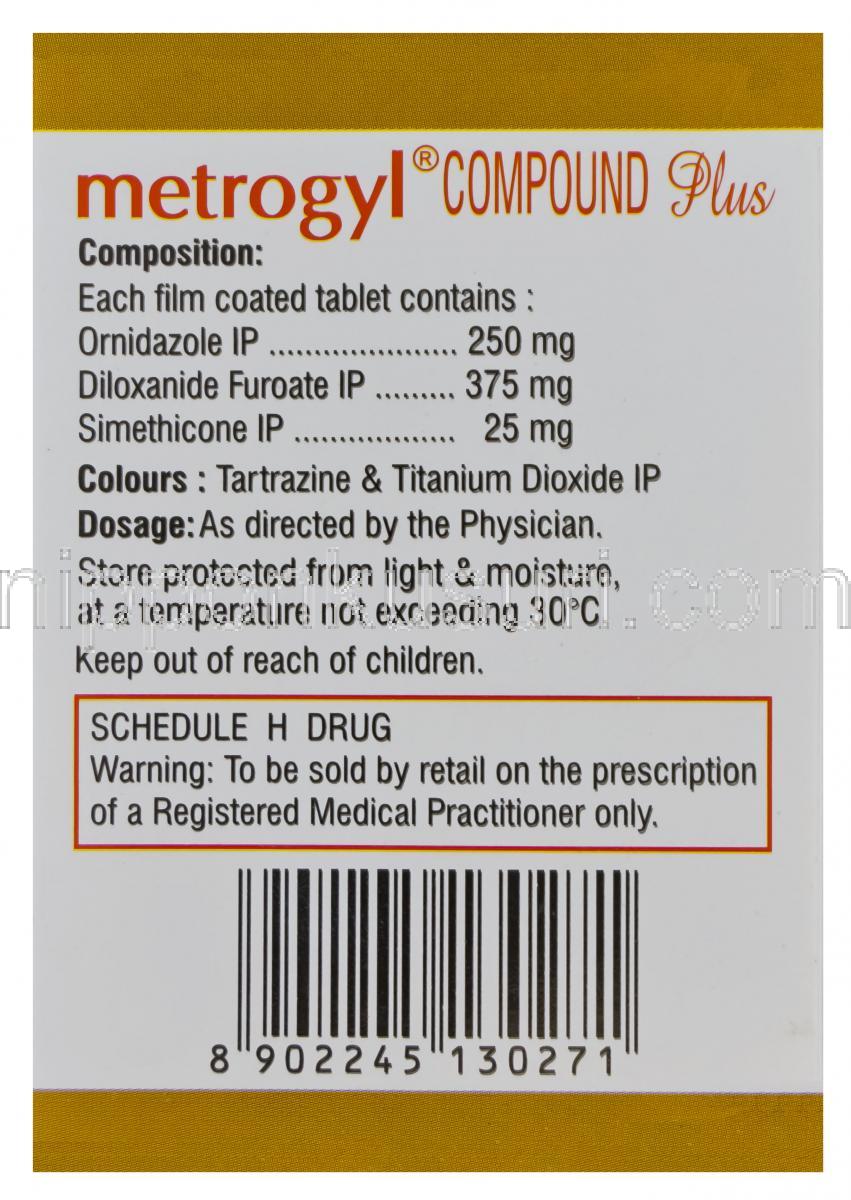 metrogyl® COMPOUND Plus
Composition:
Each film coated tablet contains :
Ornidazole IP ..................... 250 mg
Diloxanide Furoate IP ......... 375 mg
Simethicone IP .................. 25 mg
Colours : Tartrazine & Titanium Dioxide IP
Dosage: As directed by the Physician.
Store protected from light & moisture,
at a temperature not exceeding 30°C.
nipponkusuri.com
Keep out of reach of children.
SCHEDULE H DRUG
Warning: To be sold by retail on the prescription
of a Registered Medical Practitioner only.
8 902245 130271